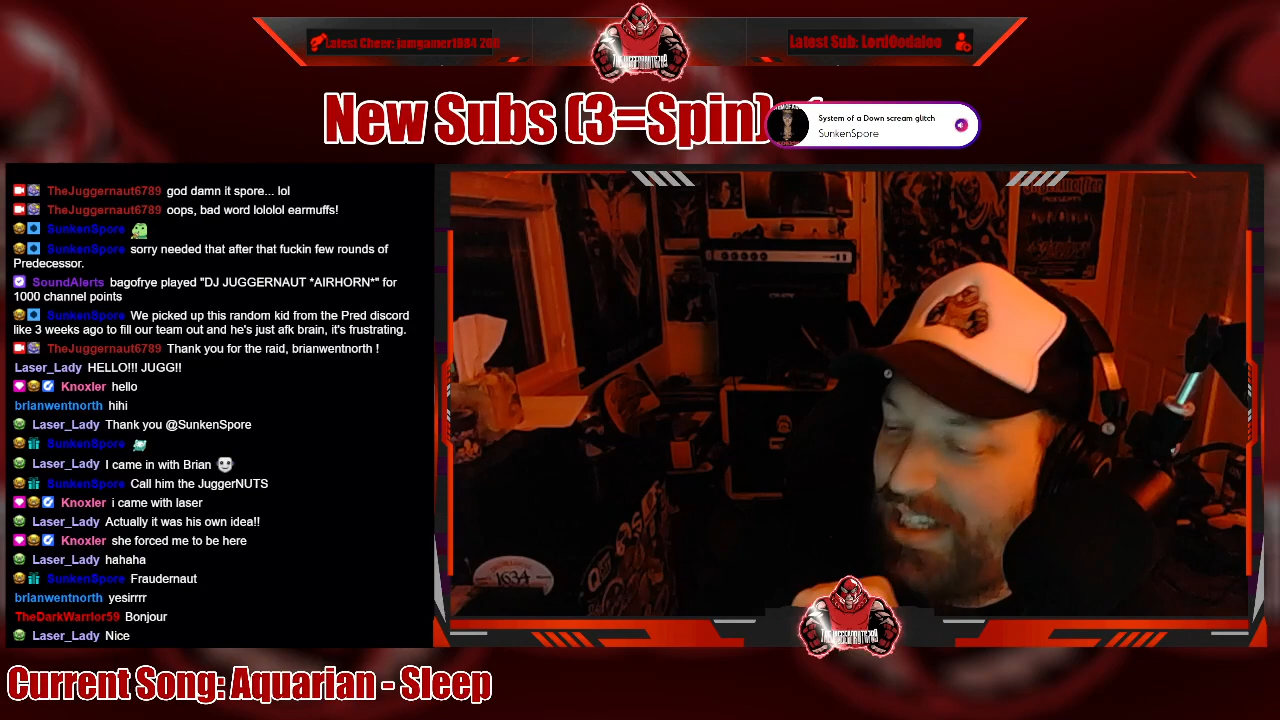 Latest Cheer: jnmgamer1684 200
Latest Sub: LordOodaloo
New Subs (3=Spin)
System of a Down scream glitch
SunkenSpore
TheJuggernaut6789 god damn it spore... lol
TheJuggernaut6789 oops, bad word lololol earmuffs!
SunkenSpore
SunkenSpore sorry needed that after that fuckin few rounds of
Predecessor.
SoundAlerts bagofrye played "DJ JUGGERNAUT *AIRHORN*" for
1000 channel points
SunkenSpore We picked up this random kid from the Pred discord
like 3 weeks ago to fill our team out and he's just afk brain, it's frustrating.
TheJuggernaut6789 Thank you for the raid, brianwentnorth !
Laser_Lady HELLO!!! JUGG!!
Knoxler hello
brianwentnorth hihi
Laser_Lady Thank you @SunkenSpore
SunkenSpore
Laser_Lady I came in with Brian
SunkenSpore Call him the JuggerNUTS
Knoxler i came with laser
Laser_Lady Actually it was his own idea!!
Knoxler she forced me to be here
Laser_Lady hahaha
SunkenSpore Fraudernaut
brianwentnorth yesirrrr
TheDarkWarrior59 Bonjour
Laser_Lady Nice
1634
Current Song: Aquarian - Sleep